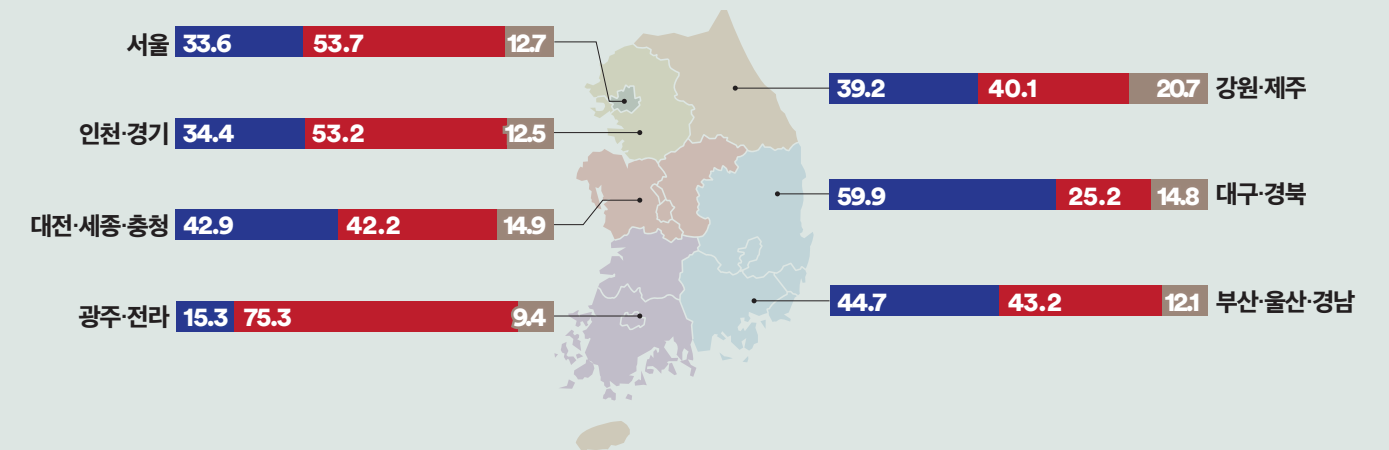 서울 33.6 53.7 12.7
인천·경기 34.4 53.2 12.5
대전·세종·충청 42.9 42.2 14.9
광주·전라 15.3 75.3 9.4
39.2 40.1 20.7 강원·제주
59.9 25.2 14.8 대구·경북
44.7 43.2 12.1 부산·울산·경남